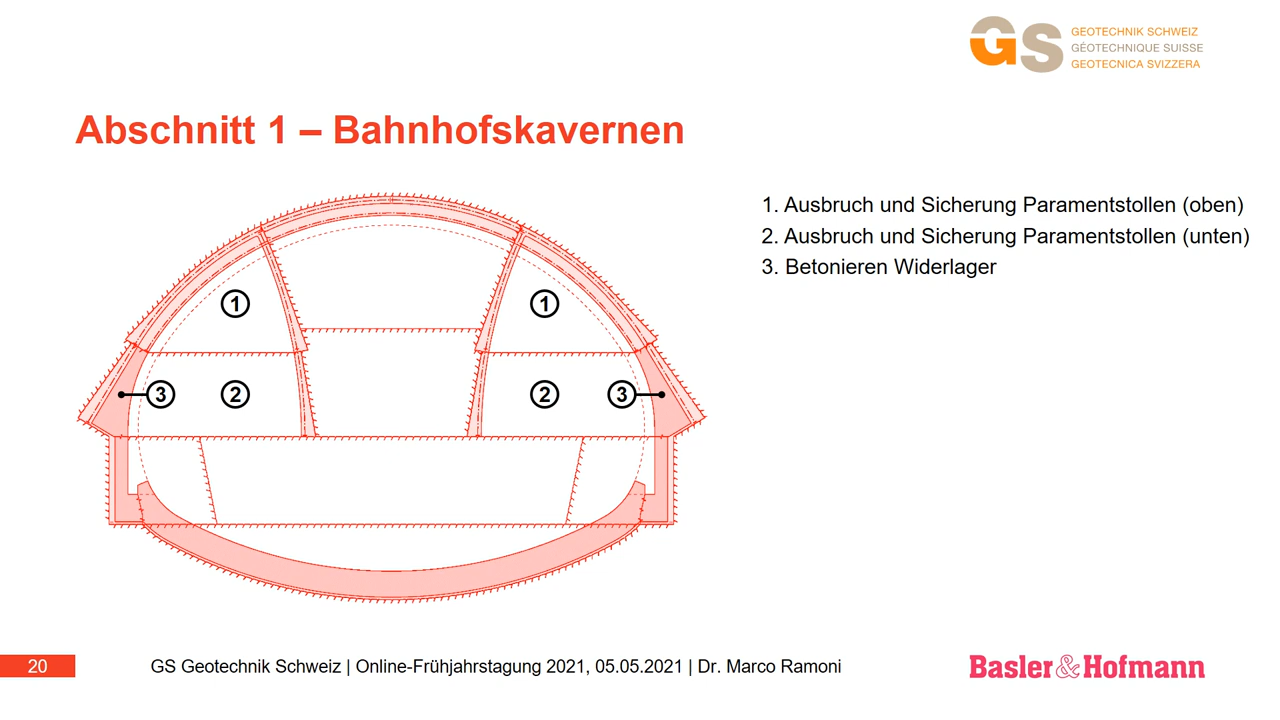 GS
GEOTECHNIK SCHWEIZ
GÉOTECHNIQUE SUISSE
GEOTECNICA SVIZZERA
Abschnitt 1 – Bahnhofskavernen
1. Ausbruch und Sicherung Paramentstollen (oben)
2. Ausbruch und Sicherung Paramentstollen (unten)
3. Betonieren Widerlager
1 1
3 2 2 3
20
GS Geotechnik Schweiz | Online-Frühjahrstagung 2021, 05.05.2021 | Dr. Marco Ramoni
Basler & Hofmann